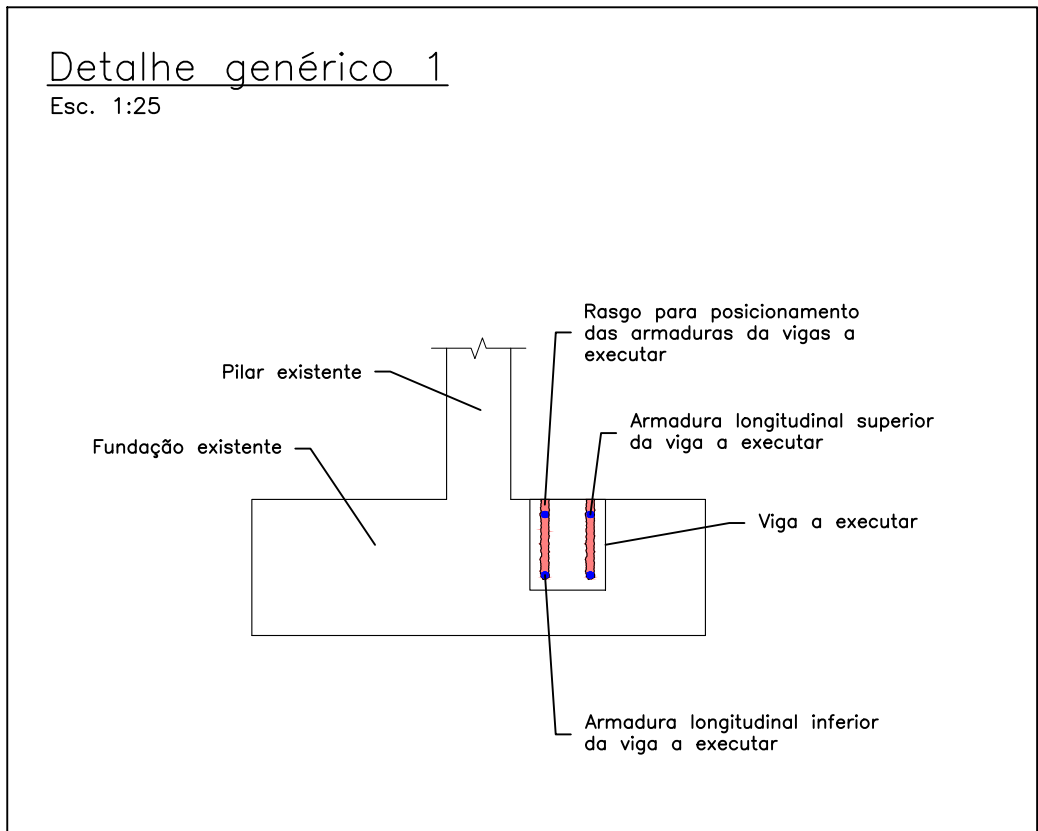 Detalhe genérico 1
Esc. 1:25
Rasgo para posicionamento
das armaduras da vigas a
executar
Pilar existente
Armadura longitudinal superior
da viga a executar
Fundação existente
Viga a executar
Armadura longitudinal inferior
da viga a executar